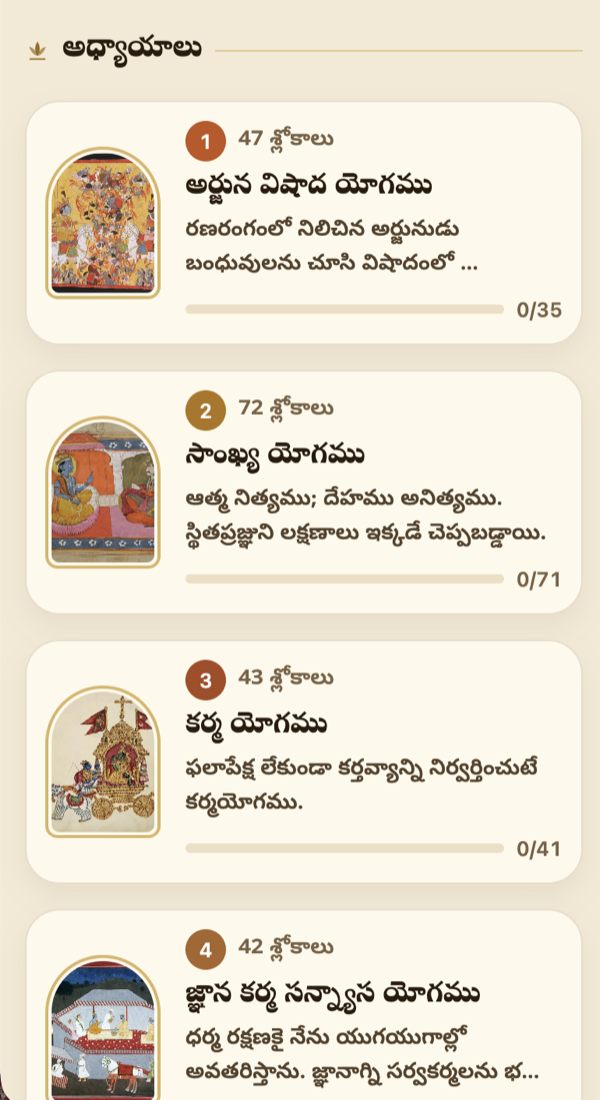 అధ్యాయాలు
1 47 శ్లోకాలు
అర్జున విషాద యోగము
రణరంగంలో నిలిచిన అర్జునుడు
బంధువులను చూసి విషాదంలో ...
0/35
2 72 శ్లోకాలు
సాంఖ్య యోగము
ఆత్మ నిత్యము; దేహము అనిత్యము.
స్థితప్రజ్ఞుని లక్షణాలు ఇక్కడే చెప్పబడ్డాయి.
0/71
3 43 శ్లోకాలు
కర్మ యోగము
ఫలాపేక్ష లేకుండా కర్తవ్యాన్ని నిర్వర్తించుటే
కర్మయోగము.
0/41
4 42 శ్లోకాలు
జ్ఞాన కర్మ సన్న్యాస యోగము
ధర్మ రక్షణకై నేను యుగయుగాల్లో
అవతరిస్తాను. జ్ఞానాగ్ని సర్వకర్మలను భ...